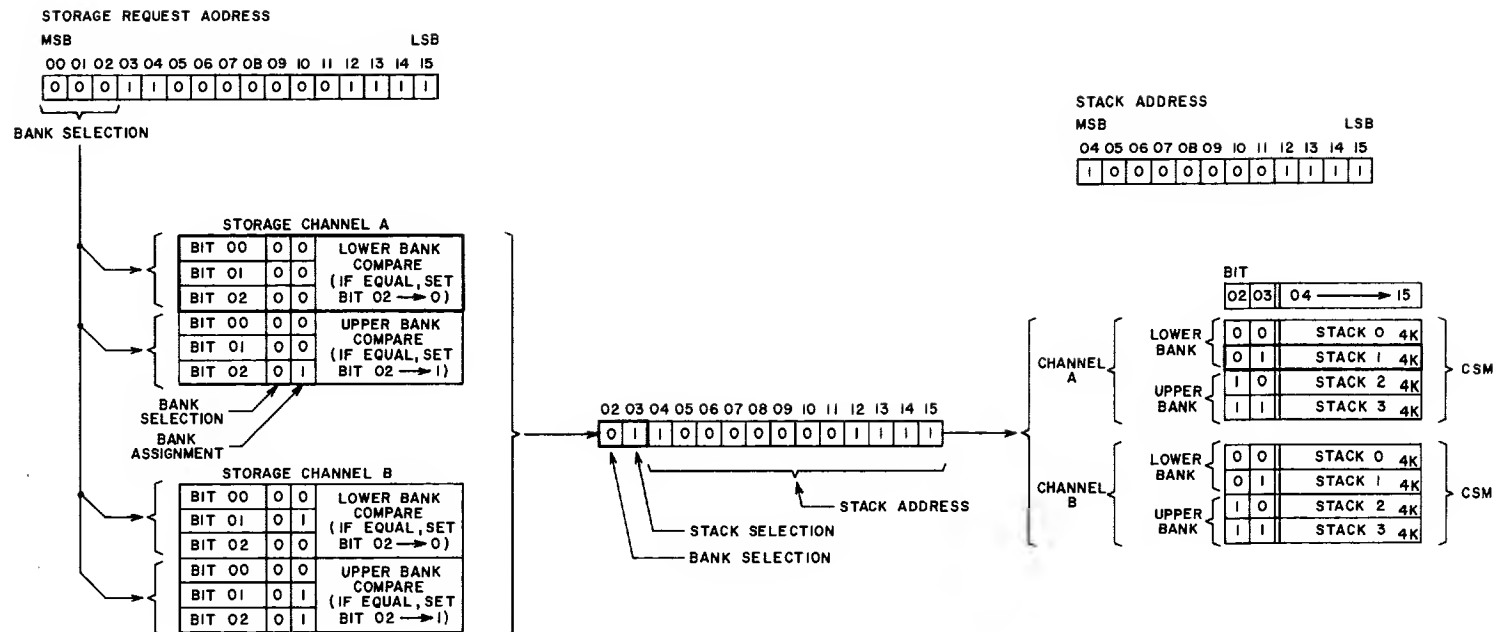 STORAGE REQUEST AODRESS
MSB LSB
00 01 02 03 04 05 06 07 08 09 10 11 12 13 14 15
0 0 0 1 1 0 0 0 0 0 0 0 1 1 1 1
BANK SELECTION
STORAGE CHANNEL A
BIT 00 0 0
BIT 01 0 0
BIT 02 0 0
LOWER BANK
COMPARE
(IF EQUAL, SET
BIT 02 → 0)
BIT 00 0 0
BIT 01 0 0
BIT 02 0 1
UPPER BANK
COMPARE
(IF EQUAL, SET
BIT 02 → 1)
BANK
SELECTION
BANK
ASSIGNMENT
STORAGE CHANNEL B
BIT 00 0 0
BIT 01 0 1
BIT 02 0 0
LOWER BANK
COMPARE
(IF EQUAL, SET
BIT 02 → 0)
BIT 00 0 0
BIT 01 0 1
BIT 02 0 1
UPPER BANK
COMPARE
(IF EQUAL, SET
BIT 02 → 1)
02 03 04 05 06 07 08 09 10 11 12 13 14 15
0 1 1 0 0 0 0 0 0 0 1 1 1 1
STACK ADDRESS
STACK SELECTION
BANK SELECTION
STACK ADDRESS
MSB LSB
04 05 06 07 08 09 10 11 12 13 14 15
1 0 0 0 0 0 0 0 1 1 1 1
BIT
02 03 04 → 15
CHANNEL
A
LOWER
BANK
0 0 STACK 0 4K
0 1 STACK 1 4K
UPPER
BANK
1 0 STACK 2 4K
1 1 STACK 3 4K
CSM
CHANNEL
B
LOWER
BANK
0 0 STACK 0 4K
0 1 STACK 1 4K
UPPER
BANK
1 0 STACK 2 4K
1 1 STACK 3 4K
CSM